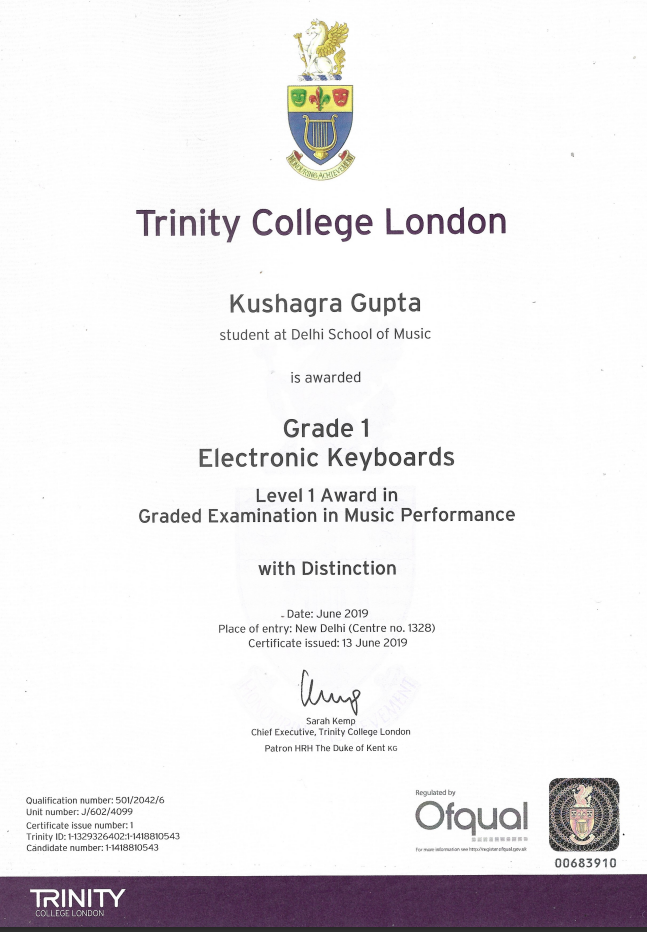 HONOURING ACHIEVEMENT
Trinity College London
Kushagra Gupta
student at Delhi School of Music
is awarded
Grade 1
Electronic Keyboards
Level 1 Award in
Graded Examination in Music Performance
with Distinction
Date: June 2019
Place of entry: New Delhi (Centre no. 1328)
Certificate issued: 13 June 2019
Sarah Kemp
Chief Executive, Trinity College London
Patron HRH The Duke of Kent KG
Qualification number: 501/2042/6
Unit number: J/602/4099
Certificate issue number: 1
Trinity ID: 1-1329326402:1-1418810543
Candidate number: 1-1418810543
Regulated by
Ofqual
For more information see http://register.ofqual.gov.uk
00683910
TRINITY
COLLEGE LONDON